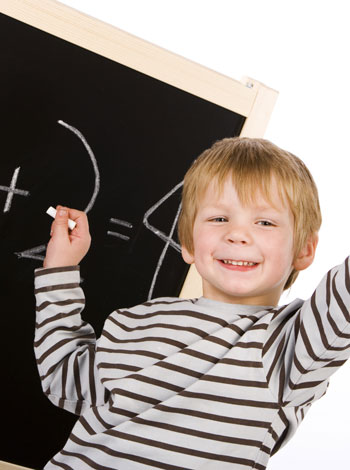 + 2 = 4